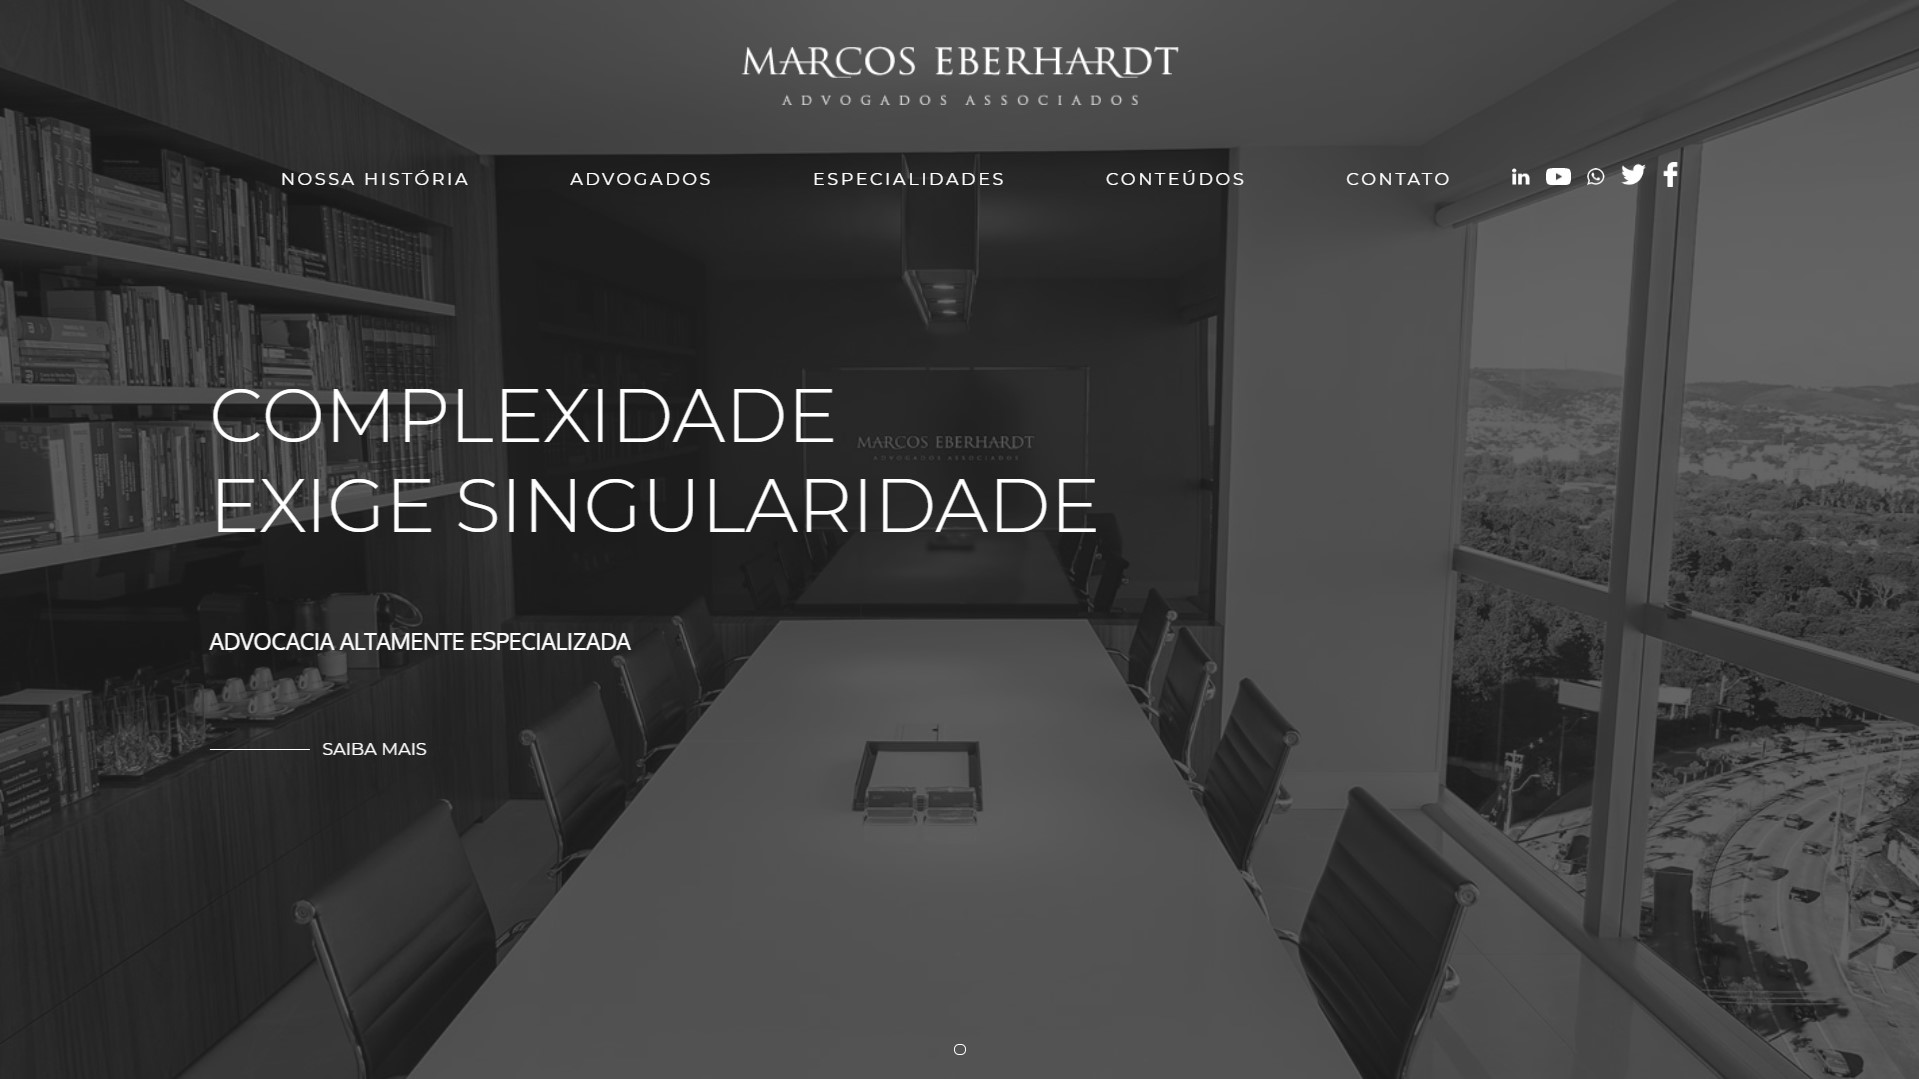 MARCOS EBERHARDT
ADVOGADOS ASSOCIADOS
NOSSA HISTÓRIA
ADVOGADOS
ESPECIALIDADES
CONTEÚDOS
CONTATO
COMPLEXIDADE
EXIGE SINGULARIDADE
MARCOS EBERHARDT
ADVOGADOS ASSOCIADOS
ADVOCACIA ALTAMENTE ESPECIALIZADA
SAIBA MAIS